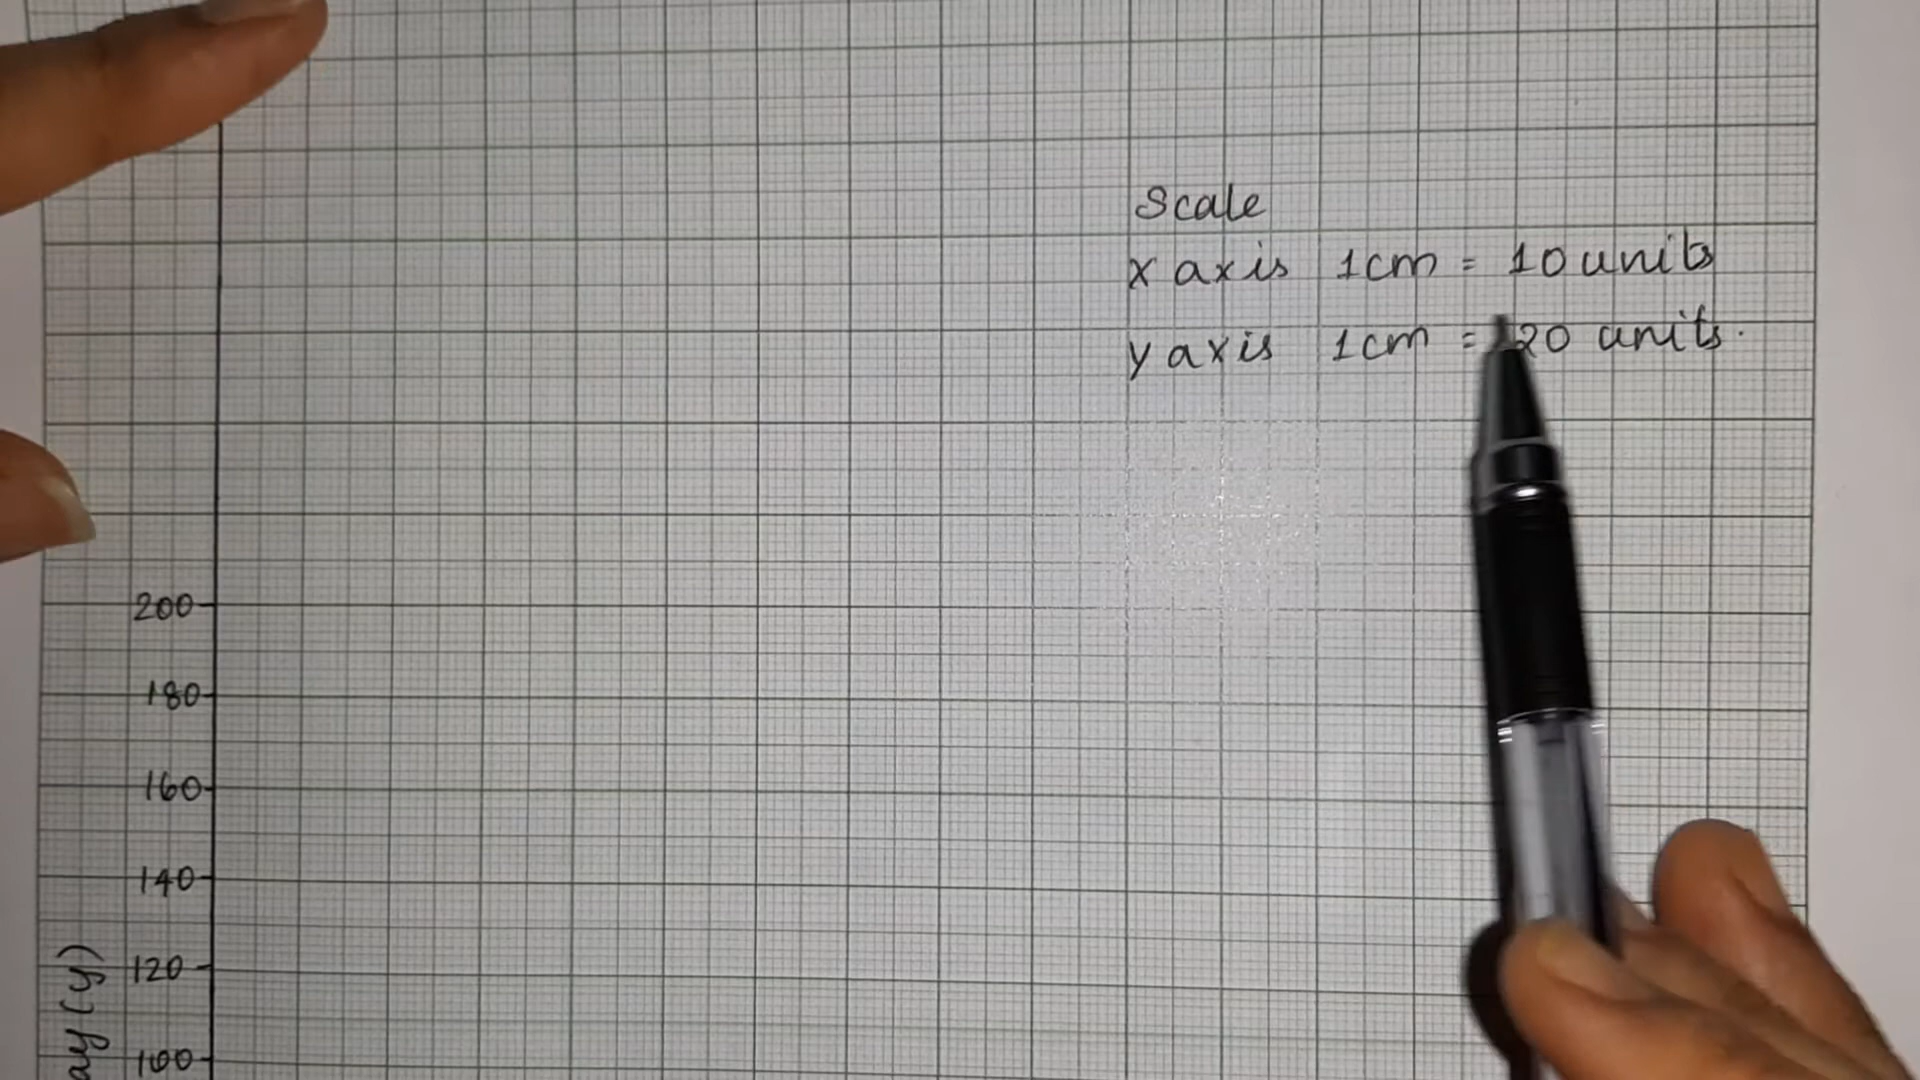 Scale
x axis 1cm = 10 units
y axis 1cm = 20 units.
200
180
160
140
120
100
(y)